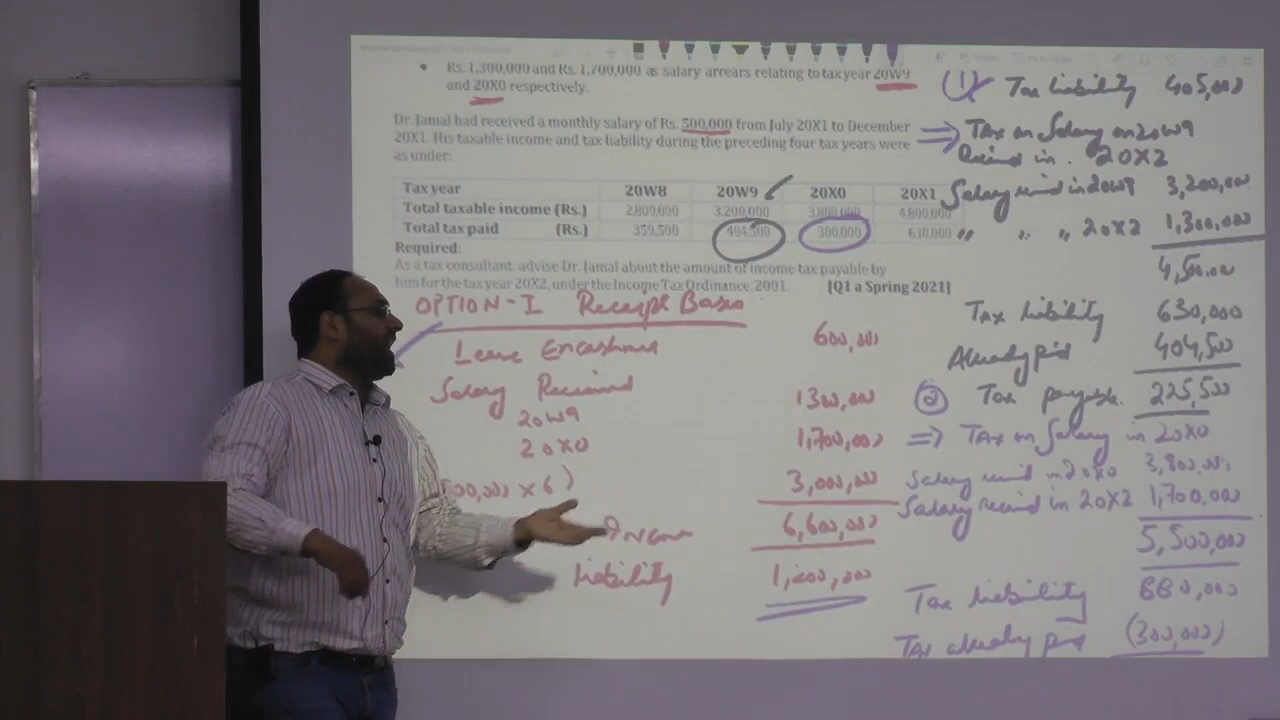 • Rs. 1,300,000 and Rs. 1,700,000 as salary arrears relating to tax year 20W9
and 20X0 respectively.
Dr. Jamal had received a monthly salary of Rs. 500,000 from July 20X1 to December
20X1. His taxable income and tax liability during the preceding four tax years were
as under:
Tax year 20W8 20W9 20X0 20X1
Total taxable income (Rs.) 2,800,000 3,200,000 3,800,000 4,800,000
Total tax paid (Rs.) 359,500 404,500 300,000 630,000
Required:
As a tax consultant, advise Dr. Jamal about the amount of income tax payable by
him for the tax year 20X2, under the Income Tax Ordinance, 2001. [Q1 a Spring 2021]
OPTION-I Receipt Basis
Leave Encashment 600,000
Salary Received
20W9 1300,000
20X0 1,700,000
00,000 x 6) 3,000,000
Income 6,600,000
liability 1,200,000
(1) Tax liability 405,000
⇒ Tax on Salary on 20W9
Received in. 20X2
Salary received in 20W9 3,200,000
" " " 20X2 1,300,000
4,500,000
Tax liability 630,000
Already paid 404,500
(2) Tax payable 225,500
⇒ Tax on Salary in 20X0
Salary received in 20X0 3,800,000
Salary received in 20X2 1,700,000
5,500,000
Tax liability 880,000
Tax already paid (300,000)